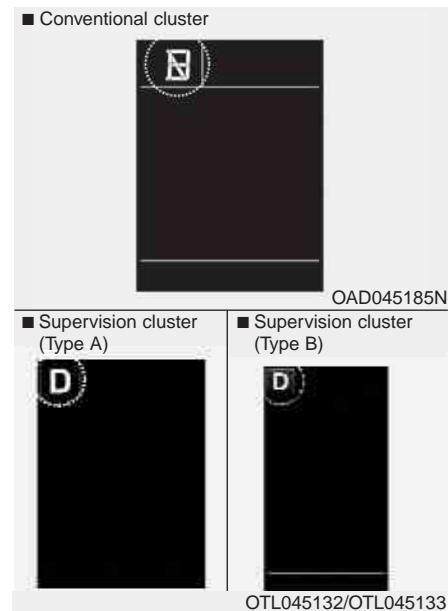 ■ Conventional cluster
OAD045185N
■ Supervision cluster
(Type A)
■ Supervision cluster
(Type B)
D
D
OTL045132/OTL045133